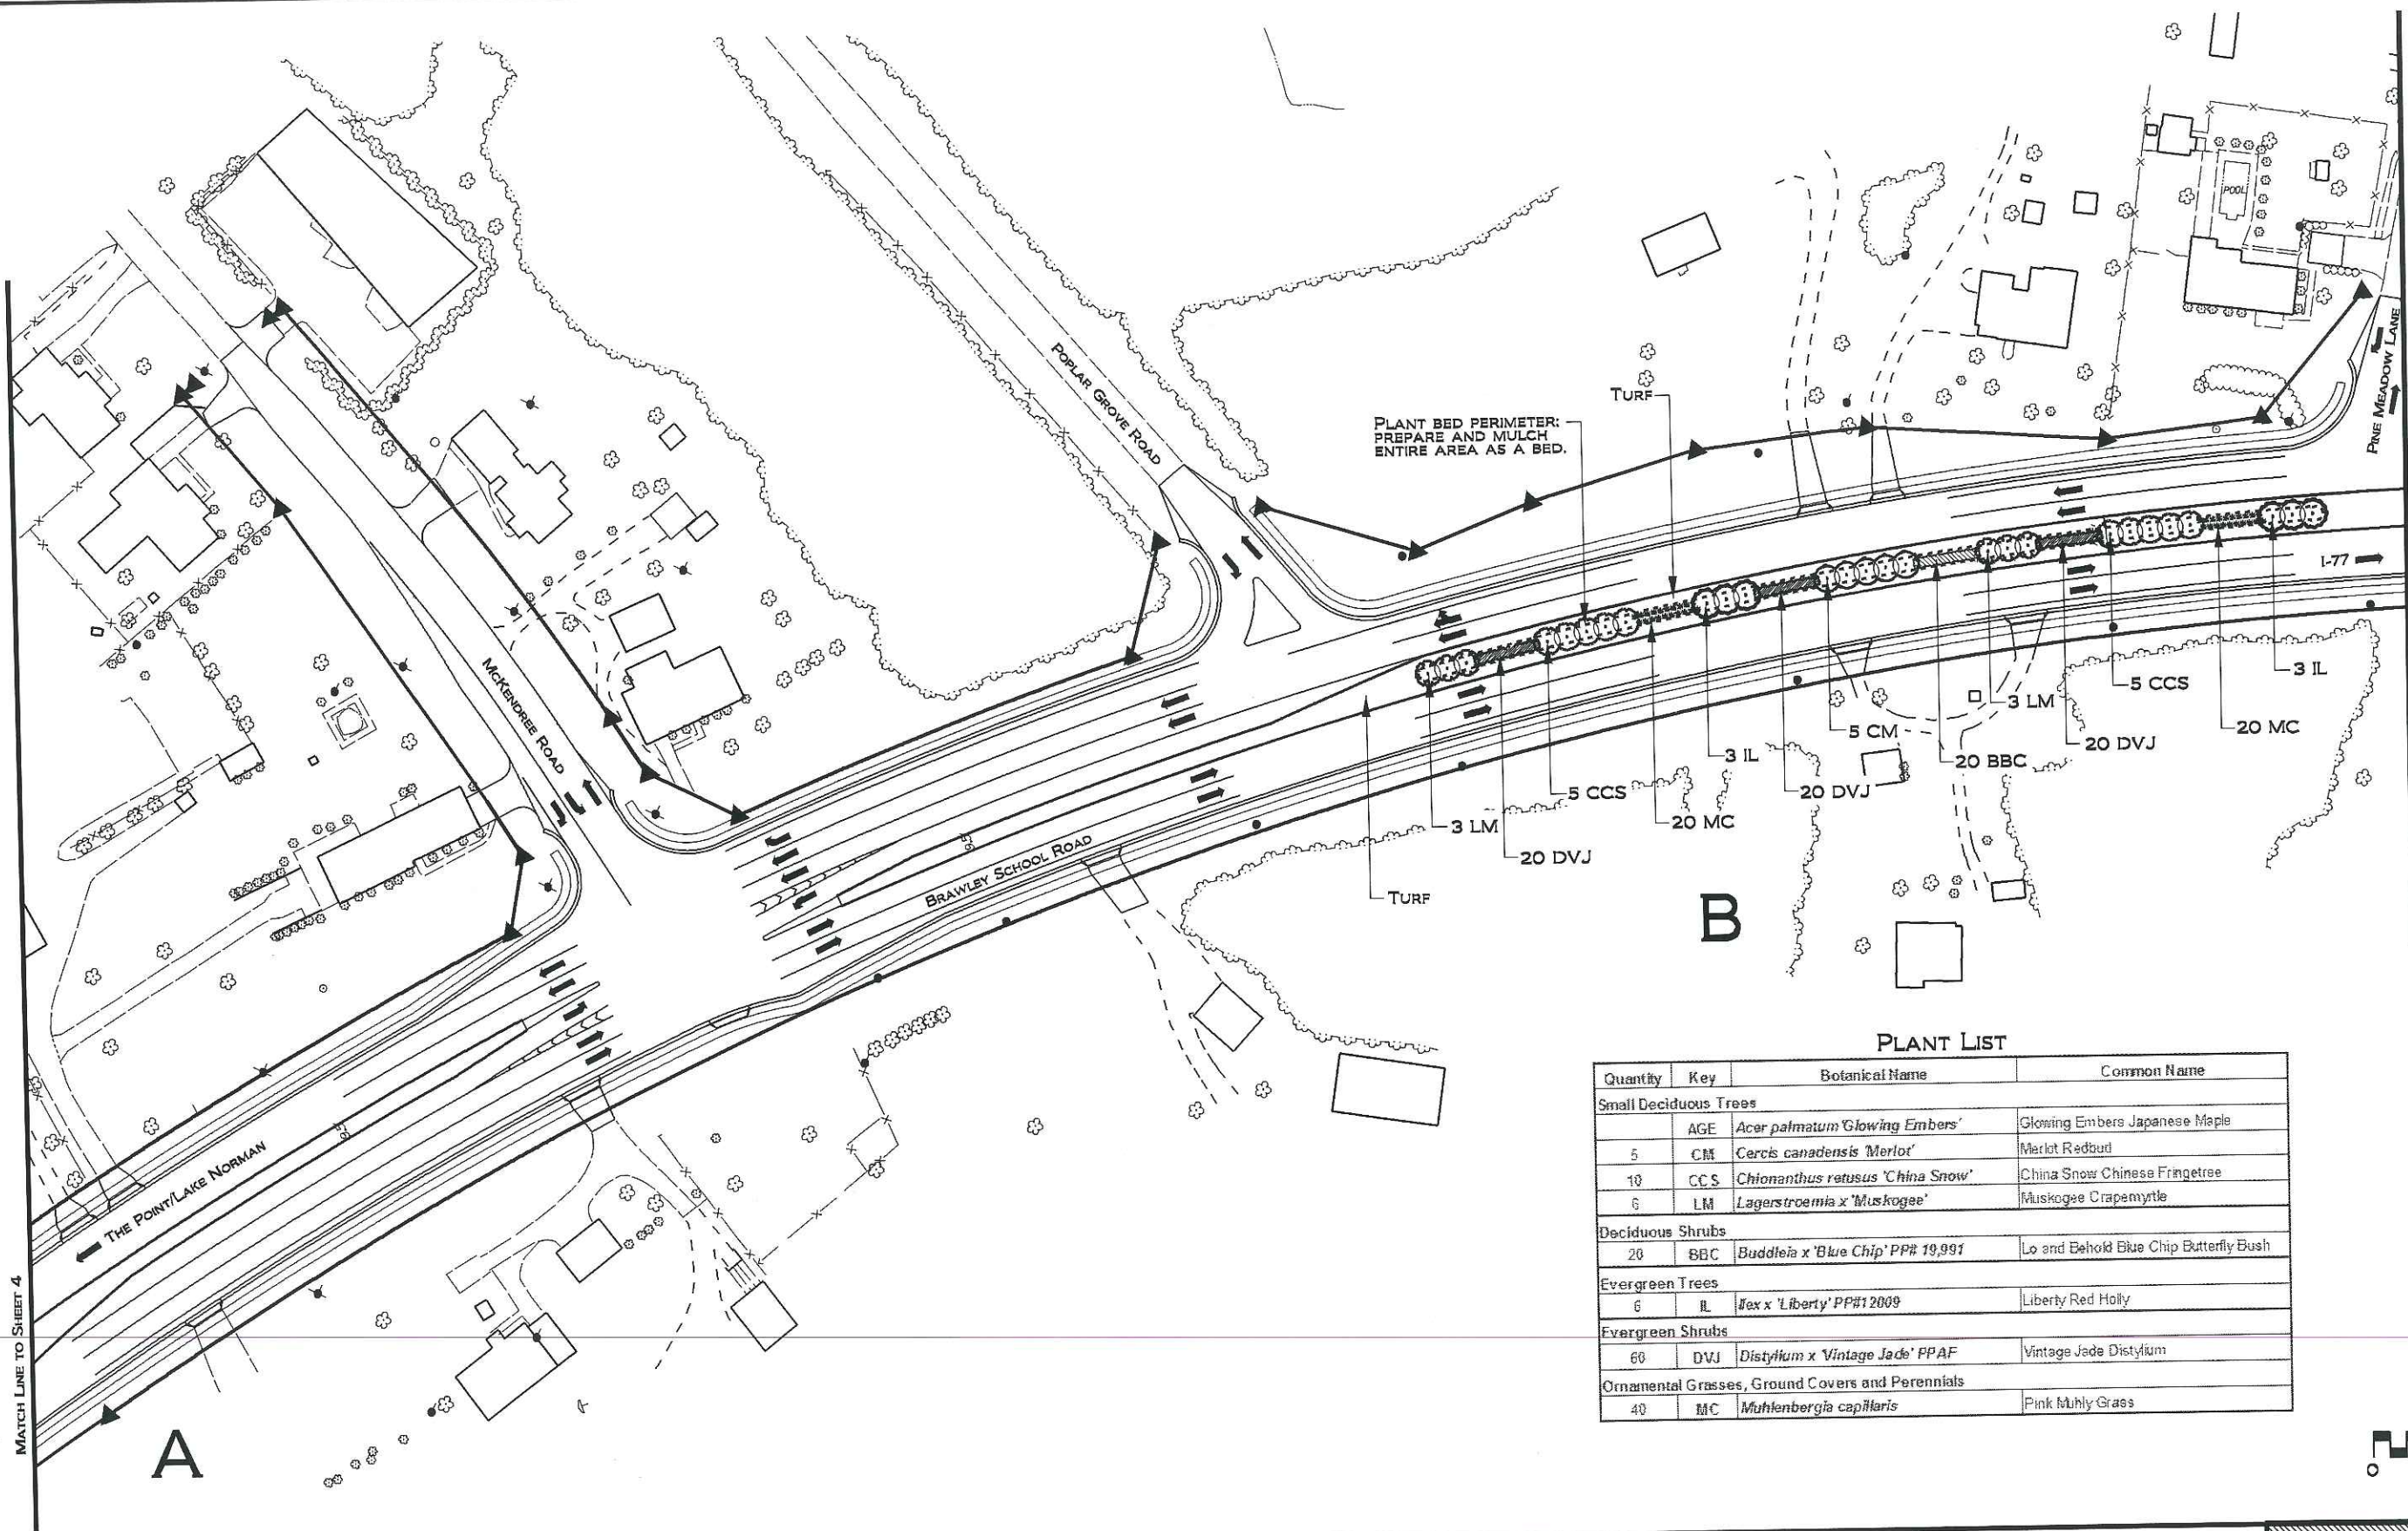 POOL
PINE MEADOW LANE
POPLAR GROVE ROAD
TURF
PLANT BED PERIMETER:
PREPARE AND MULCH
ENTIRE AREA AS A BED.
I-77
3 IL
5 CCS
3 LM
20 MC
20 DVJ
5 CM
20 BBC
3 IL
20 DVJ
5 CCS
20 MC
3 LM
20 DVJ
TURF
MCKENDREE ROAD
BRAWLEY SCHOOL ROAD
B
THE POINT/LAKE NORMAN
MATCH LINE TO SHEET 4
A
PLANT LIST
Quantity Key Botanical Name Common Name
Small Deciduous Trees
AGE Acer palmatum 'Glowing Embers' Glowing Embers Japanese Maple
5 CM Cercis canadensis 'Merlot' Merlot Redbud
10 CCS Chionanthus retusus 'China Snow' China Snow Chinese Fringetree
6 LM Lagerstroemia x 'Muskogee' Muskogee Crapemyrtle
Deciduous Shrubs
20 BBC Buddleia x 'Blue Chip' PP# 19,991 Lo and Behold Blue Chip Butterfly Bush
Evergreen Trees
6 IL Ilex x 'Liberty' PP#12009 Liberty Red Holly
Evergreen Shrubs
60 DVJ Distylium x 'Vintage Jade' PPAF Vintage Jade Distylium
Ornamental Grasses, Ground Covers and Perennials
40 MC Muhlenbergia capillaris Pink Muhly Grass
0